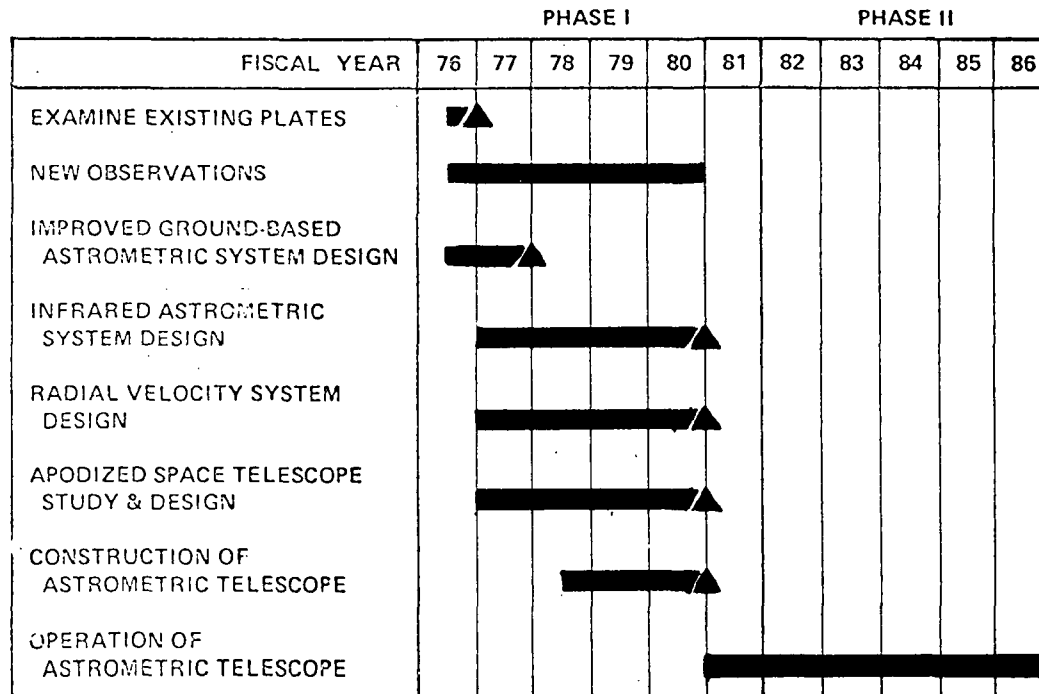 PHASE I PHASE II
FISCAL YEAR 76 77 78 79 80 81 82 83 84 85 86
EXAMINE EXISTING PLATES
NEW OBSERVATIONS
IMPROVED GROUND-BASED
ASTROMETRIC SYSTEM DESIGN
INFRARED ASTROMETRIC
SYSTEM DESIGN
RADIAL VELOCITY SYSTEM
DESIGN
APODIZED SPACE TELESCOPE
STUDY & DESIGN
CONSTRUCTION OF
ASTROMETRIC TELESCOPE
OPERATION OF
ASTROMETRIC TELESCOPE